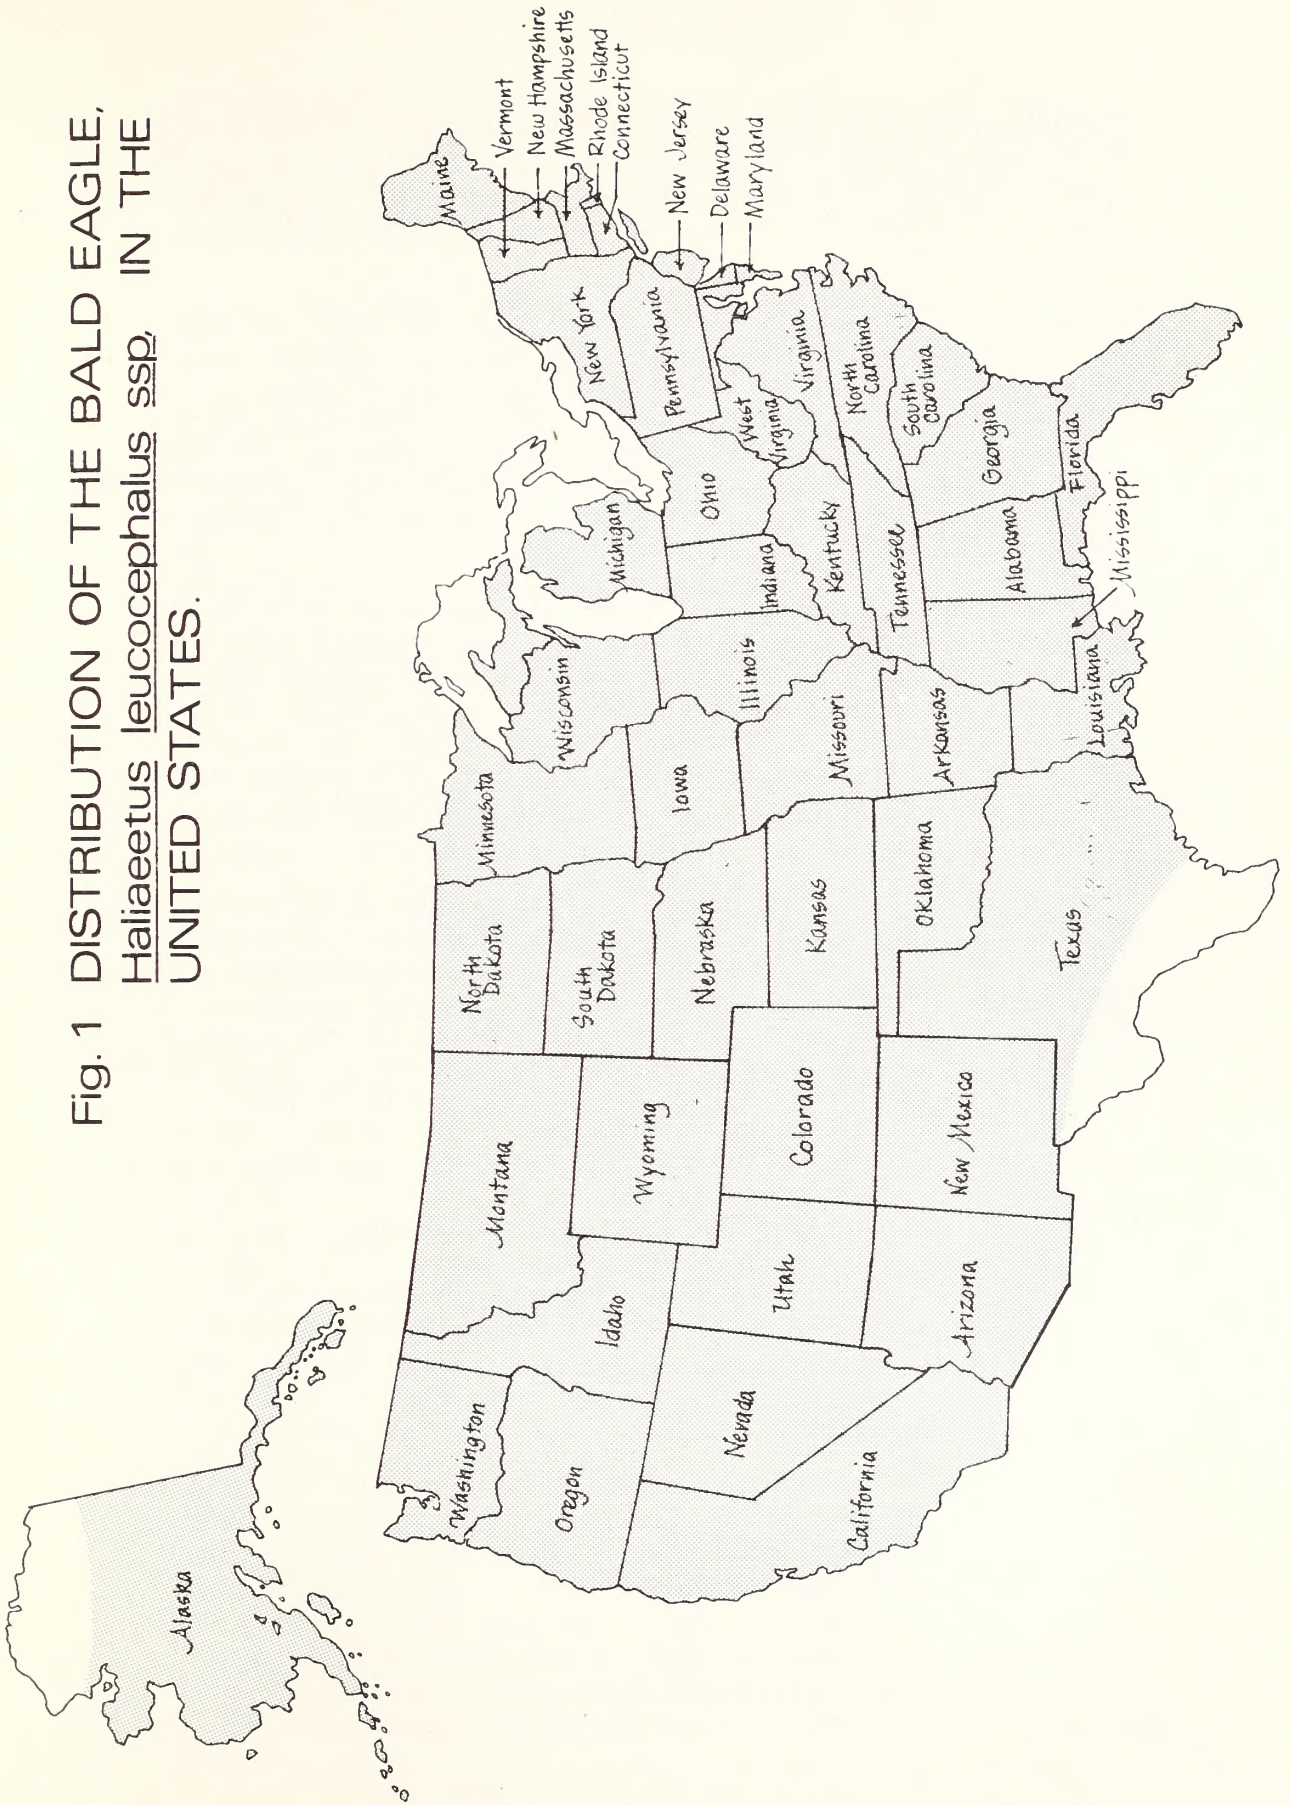 Fig. 1 DISTRIBUTION OF THE BALD EAGLE,
Haliaeetus leucocephalus ssp. IN THE
UNITED STATES.
Alaska
Washington
Oregon
California
Nevada
Idaho
Montana
Wyoming
Utah
Arizona
Colorado
New Mexico
North
Dakota
South
Dakota
Nebraska
Kansas
Oklahoma
Texas
Minnesota
Iowa
Missouri
Arkansas
Louisiana
Wisconsin
Illinois
Michigan
Indiana
Ohio
Kentucky
Tennessee
Mississippi
Alabama
Georgia
Florida
South
Carolina
North
Carolina
Virginia
West
Virginia
Pennsylvania
New York
Maine
Vermont
New Hampshire
Massachusetts
Rhode Island
Connecticut
New Jersey
Delaware
Maryland